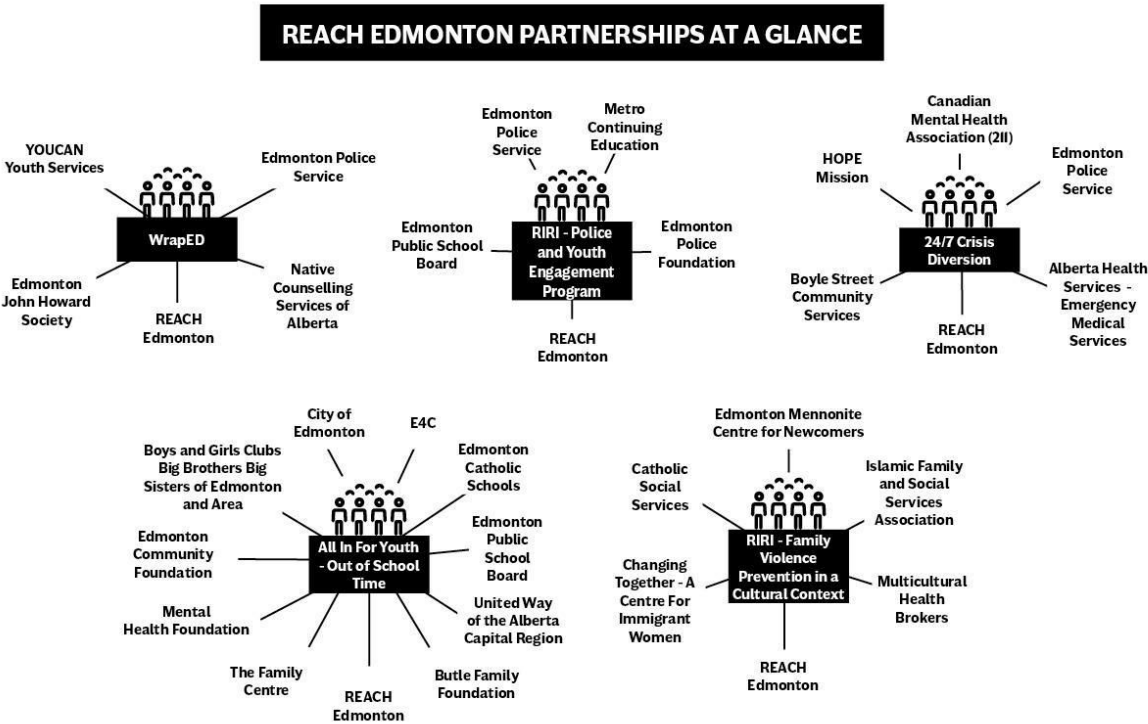 REACH EDMONTON PARTNERSHIPS AT A GLANCE
YOUCAN
Youth Services
Edmonton Police
Service
WrapED
Edmonton
John Howard
Society
REACH
Edmonton
Native
Counselling
Services of
Alberta
Edmonton
Police
Service
Metro
Continuing
Education
Edmonton
Public School
Board
RIRI - Police
and Youth
Engagement
Program
Edmonton
Police
Foundation
REACH
Edmonton
Canadian
Mental Health
Association (211)
HOPE
Mission
Edmonton
Police
Service
24/7 Crisis
Diversion
Boyle Street
Community
Services
REACH
Edmonton
Alberta Health
Services -
Emergency
Medical
Services
City of
Edmonton
E4C
Boys and Girls Clubs
Big Brothers Big
Sisters of Edmonton
and Area
Edmonton
Catholic
Schools
Edmonton
Community
Foundation
All In For Youth
- Out of School
Time
Edmonton
Public
School
Board
Mental
Health Foundation
United Way
of the Alberta
Capital Region
The Family
Centre
REACH
Edmonton
Butle Family
Foundation
Edmonton Mennonite
Centre for Newcomers
Catholic
Social
Services
Islamic Family
and Social
Services
Association
RIRI - Family
Violence
Prevention in a
Cultural Context
Changing
Together - A
Centre For
Immigrant
Women
Multicultural
Health
Brokers
REACH
Edmonton